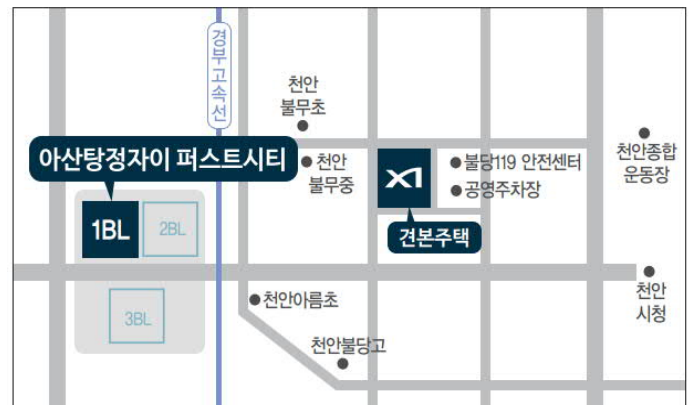 경부고속선
천안
불무초
아산탕정자이 퍼스트시티
천안
불무중
불당119 안전센터
공영주차장
천안종합
운동장
1BL
2BL
견본주택
3BL
천안아름초
천안
시청
천안불당고